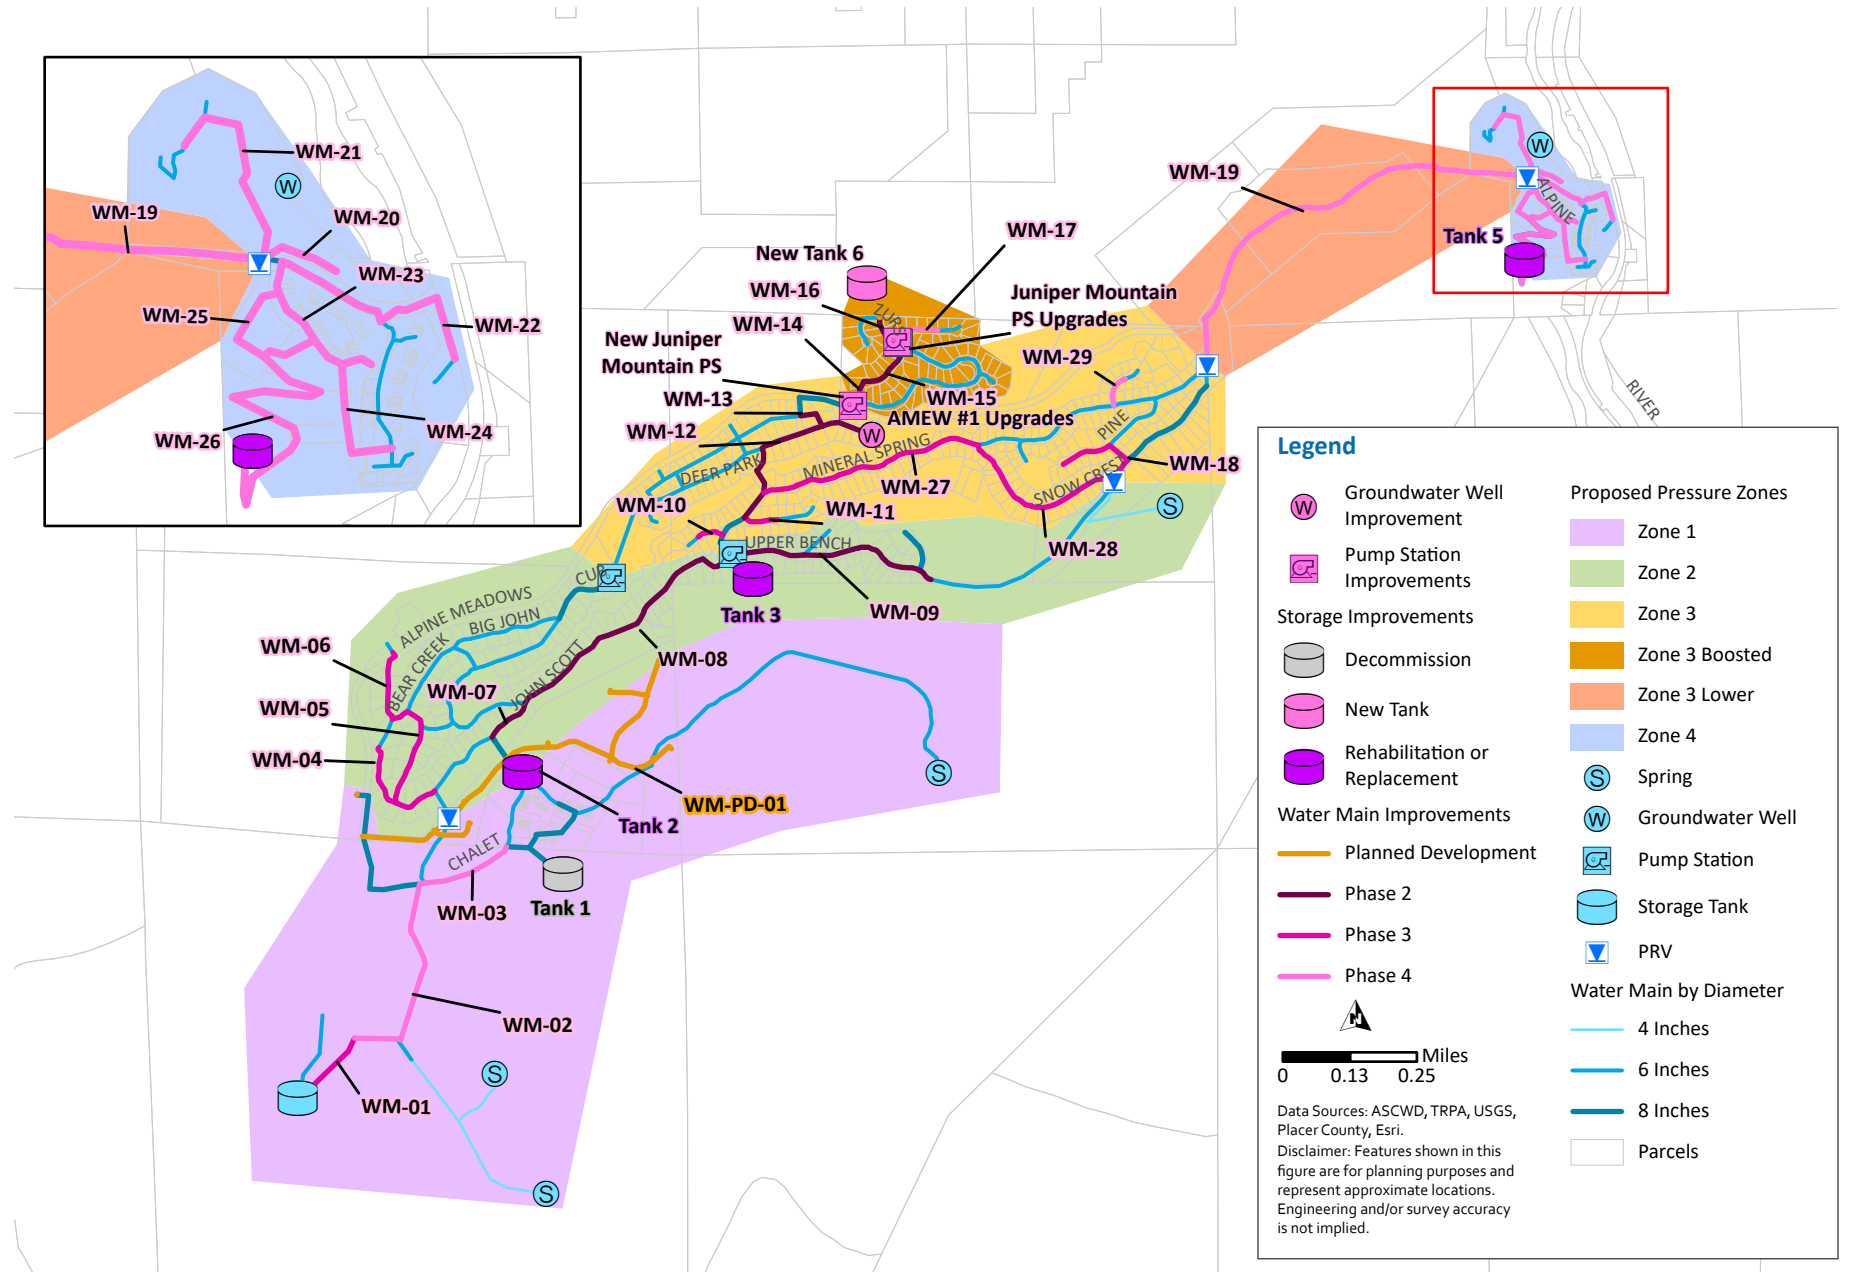 WM-21
W
WM-19
WM-20
WM-23
WM-25
WM-22
WM-26
WM-24
WM-19
W
ALPINE
Tank 5
RIVER
New Tank 6
WM-17
WM-16
ZURS
WM-14
Juniper Mountain
PS Upgrades
New Juniper
Mountain PS
WM-29
WM-13
WM-15
AMEW #1 Upgrades
WM-12
W
PINE
DEER PARK
MINERAL SPRING
WM-18
WM-27
SNOW CREST
S
WM-10
WM-11
UPPER BENCH
WM-28
CUB
Tank 3
WM-09
ALPINE MEADOWS
BIG JOHN
WM-06
BEAR CREEK
JOHN SCOTT
WM-08
WM-07
WM-05
WM-04
S
WM-PD-01
Tank 2
CHALET
WM-03
Tank 1
WM-02
S
WM-01
S
Legend
W Groundwater Well
Improvement
Pump Station
Improvements
Storage Improvements
Decommission
New Tank
Rehabilitation or
Replacement
Water Main Improvements
Planned Development
Phase 2
Phase 3
Phase 4
N
Miles
0 0.13 0.25
Data Sources: ASCWD, TRPA, USGS,
Placer County, Esri.
Disclaimer: Features shown in this
figure are for planning purposes and
represent approximate locations.
Engineering and/or survey accuracy
is not implied.
Proposed Pressure Zones
Zone 1
Zone 2
Zone 3
Zone 3 Boosted
Zone 3 Lower
Zone 4
S Spring
W Groundwater Well
Pump Station
Storage Tank
PRV
Water Main by Diameter
4 Inches
6 Inches
8 Inches
Parcels